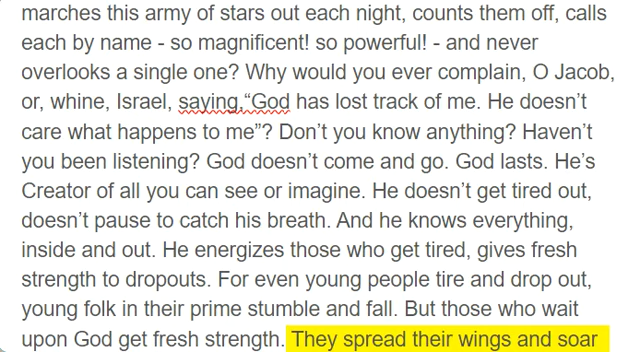 marches this army of stars out each night, counts them off, calls
each by name - so magnificent! so powerful! - and never
overlooks a single one? Why would you ever complain, O Jacob,
or, whine, Israel, saying,“God has lost track of me. He doesn’t
care what happens to me”? Don’t you know anything? Haven’t
you been listening? God doesn’t come and go. God lasts. He’s
Creator of all you can see or imagine. He doesn’t get tired out,
doesn’t pause to catch his breath. And he knows everything,
inside and out. He energizes those who get tired, gives fresh
strength to dropouts. For even young people tire and drop out,
young folk in their prime stumble and fall. But those who wait
upon God get fresh strength. They spread their wings and soar